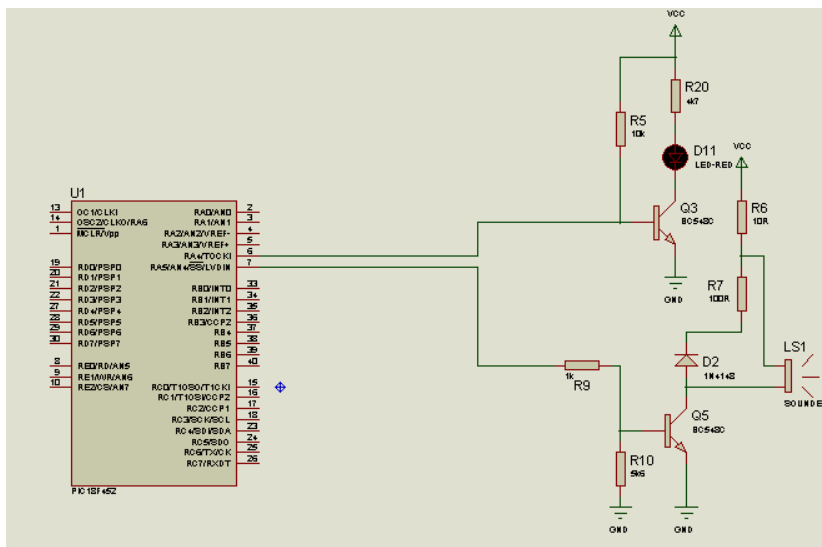 VCC
R20
4k7
R5
10k
D11
LED-RED
VCC
U1
Q3
BC548C
R6
10R
13 OC1/CLKI RA0/AN0 2
14 OSC2/CLKO/RA6 RA1/AN1 3
1 MCLR/Vpp RA2/AN2/VREF- 4
RA3/AN3/VREF+ 5
RA4/T0CKI 6
19 RD0/PSP0 RA5/AN4/SS/LVDIN 7
20 RD1/PSP1
21 RD2/PSP2 RB0/INT0 33
22 RD3/PSP3 RB1/INT1 34
27 RD4/PSP4 RB2/INT2 35
28 RD5/PSP5 RB3/CCP2 36
29 RD6/PSP6 RB4 37
30 RD7/PSP7 RB5 38
RB6 39
8 RE0/RD/AN5 RB7 40
9 RE1/WR/AN6
10 RE2/CS/AN7 RC0/T1OSO/T1CKI 15
RC1/T1OSI/CCP2 16
RC2/CCP1 17
RC3/SCK/SCL 18
RC4/SDI/SDA 23
RC5/SDO 24
RC6/TX/CK 25
RC7/RX/DT 26
PIC18F452
GND
R7
100R
D2
1N4148
LS1
SOUNDE
1k
R9
Q5
BC548C
R10
5k6
GND
GND